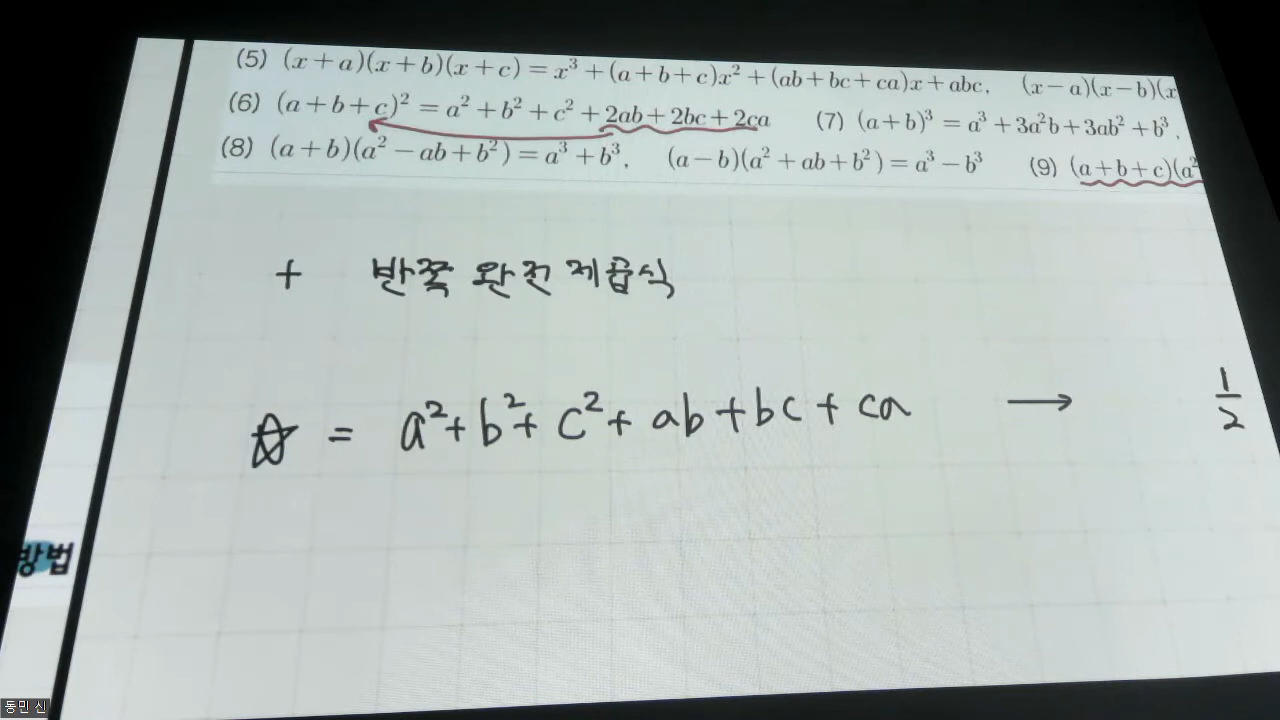 (5) (x+a)(x+b)(x+c)=x³+(a+b+c)x²+(ab+bc+ca)x+abc, (x-a)(x-b)(x
(6) (a+b+c)²=a²+b²+c²+2ab+2bc+2ca (7) (a+b)³=a³+3a²b+3ab²+b³,
(8) (a+b)(a²-ab+b²)=a³+b³, (a-b)(a²+ab+b²)=a³-b³ (9) (a+b+c)(a²
+ 반쪽 완전제곱식
☆ = a²+b²+c²+ab+bc+ca → 1/2
방법
동민 신